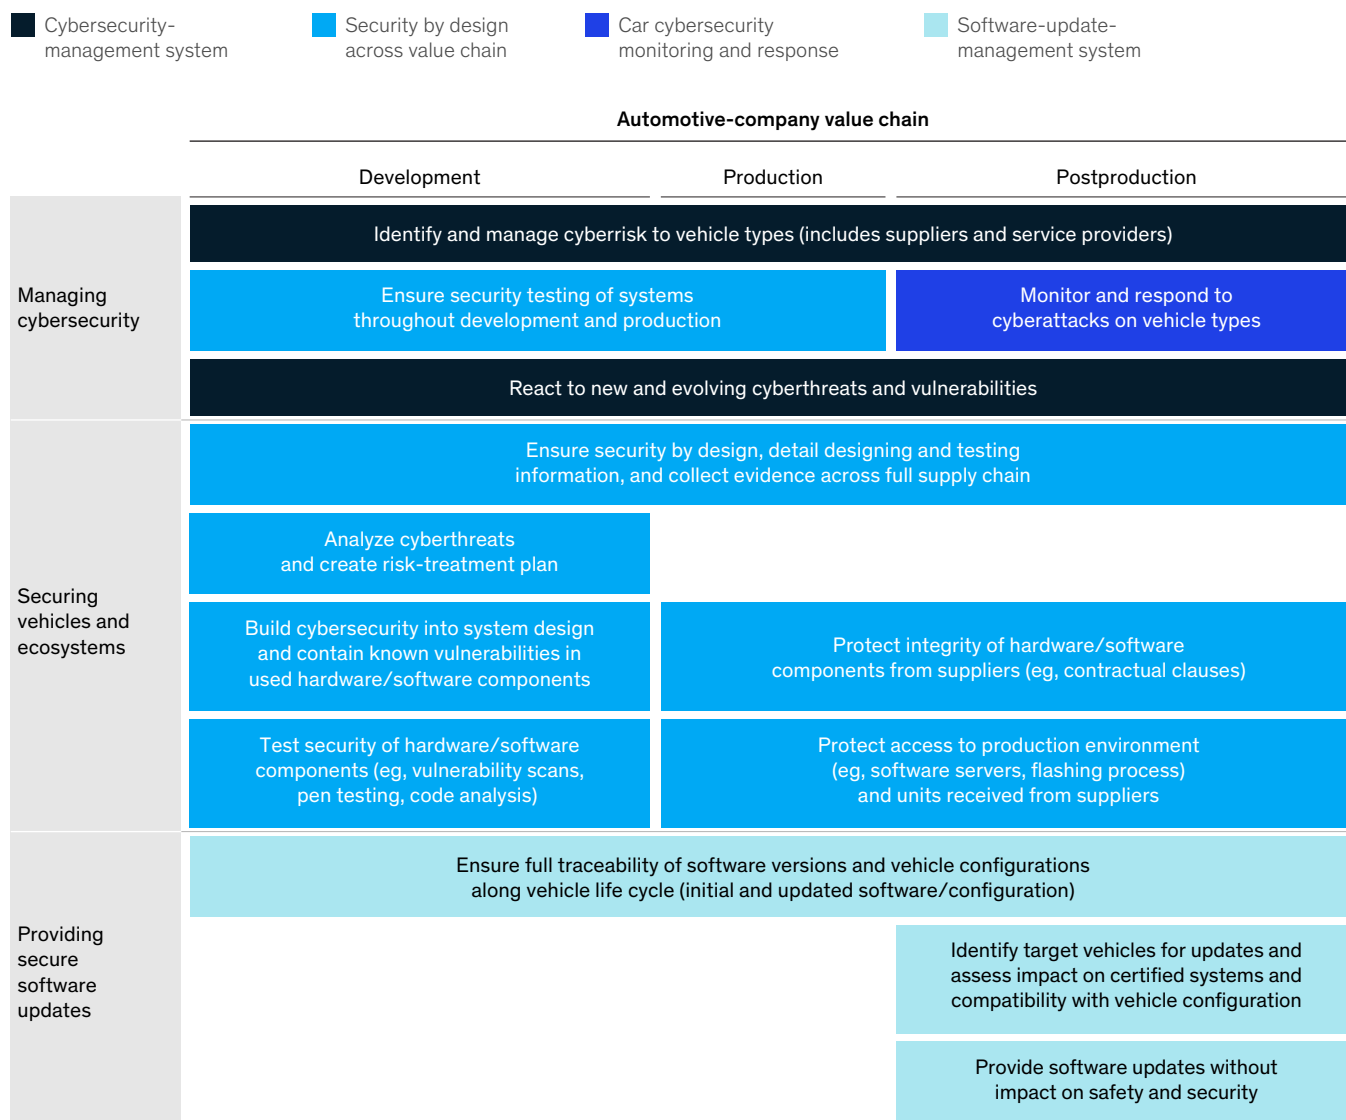 Cybersecurity-
management system
Security by design
across value chain
Car cybersecurity
monitoring and response
Software-update-
management system
Automotive-company value chain
Development
Production
Postproduction
Managing
cybersecurity
Identify and manage cyberrisk to vehicle types (includes suppliers and service providers)
Ensure security testing of systems
throughout development and production
Monitor and respond to
cyberattacks on vehicle types
React to new and evolving cyberthreats and vulnerabilities
Securing
vehicles and
ecosystems
Ensure security by design, detail designing and testing
information, and collect evidence across full supply chain
Analyze cyberthreats
and create risk-treatment plan
Build cybersecurity into system design
and contain known vulnerabilities in
used hardware/software components
Protect integrity of hardware/software
components from suppliers (eg, contractual clauses)
Test security of hardware/software
components (eg, vulnerability scans,
pen testing, code analysis)
Protect access to production environment
(eg, software servers, flashing process)
and units received from suppliers
Providing
secure
software
updates
Ensure full traceability of software versions and vehicle configurations
along vehicle life cycle (initial and updated software/configuration)
Identify target vehicles for updates and
assess impact on certified systems and
compatibility with vehicle configuration
Provide software updates without
impact on safety and security